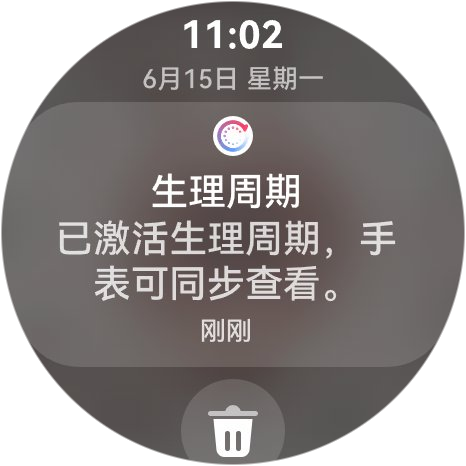 11:02
6月15日 星期一
生理周期
已激活生理周期，手
表可同步查看。
刚刚